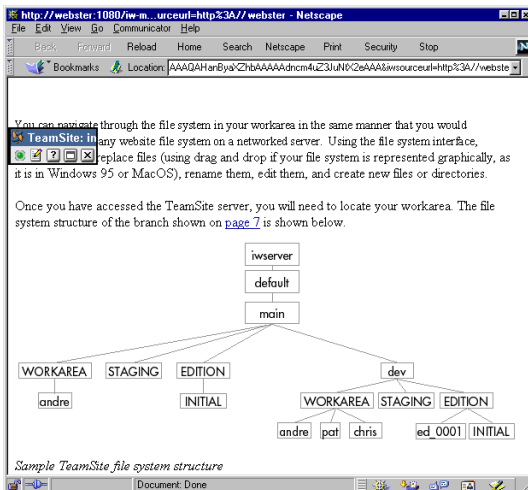 http://webster:1080/iw-m...urceurl=http%3A// webster - Netscape
File Edit View Go Communicator Help
Back Forward Reload Home Search Netscape Print Security Stop
Bookmarks Location:
You can navigate through the file system in your workarea in the same manner that you would
TeamSite: in any website file system on a networked server. Using the file system interface,
replace files (using drag and drop if your file system is represented graphically, as
it is in Windows 95 or MacOS), rename them, edit them, and create new files or directories.
Once you have accessed the TeamSite server, you will need to locate your workarea. The file
system structure of the branch shown on page 7 is shown below.
iwserver
default
main
WORKAREA STAGING EDITION dev
andre INITIAL WORKAREA STAGING EDITION
andre pat chris ed_0001 INITIAL
Sample TeamSite file system structure
Document: Done